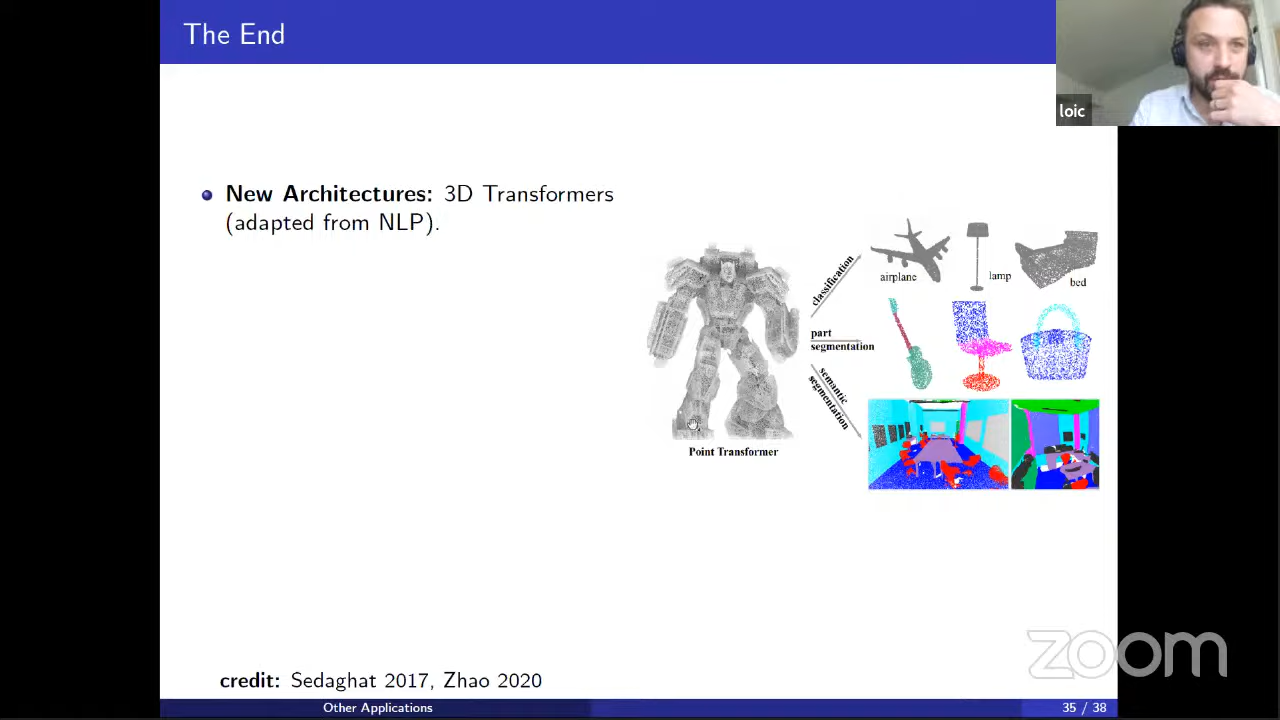 The End
loic
New Architectures: 3D Transformers
(adapted from NLP).
classification
airplane
lamp
bed
part
segmentation
semantic
segmentation
Point Transformer
zoom
credit: Sedaghat 2017, Zhao 2020
Other Applications
35 / 38